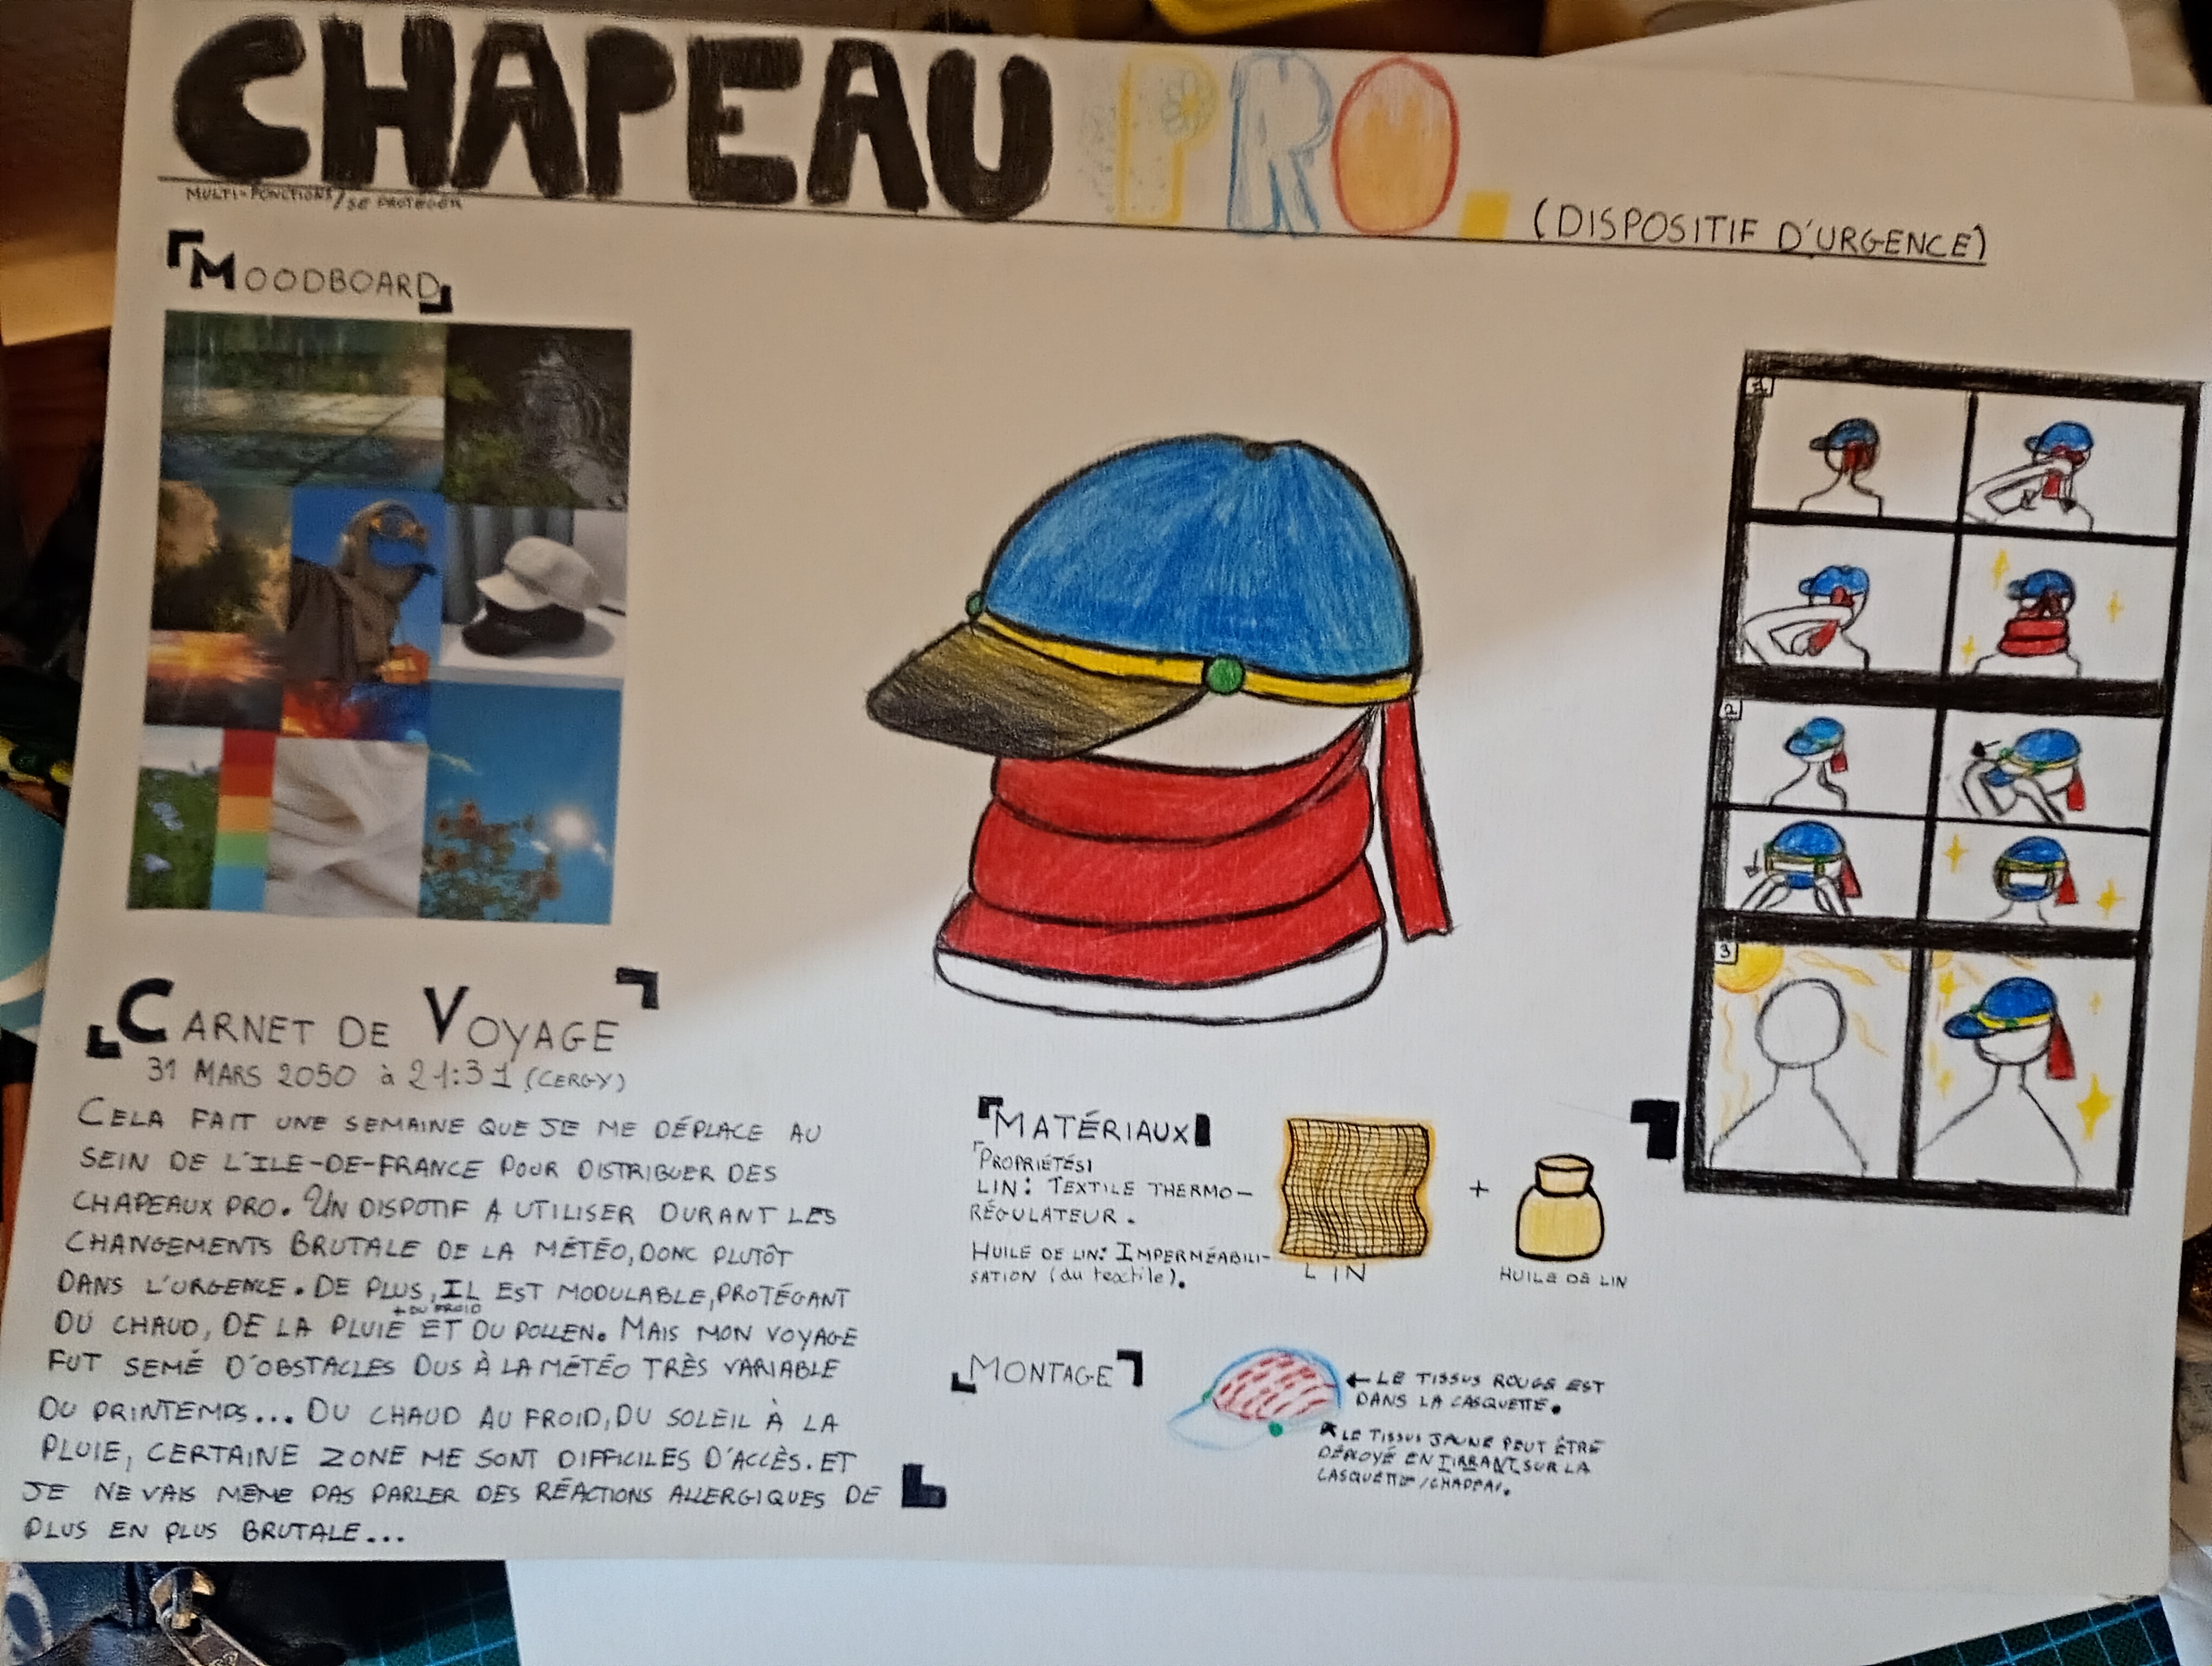 CHAPEAU PRO.
(DISPOSITIF D'URGENCE)
MULTI-FONCTIONS/SE PROTÉGER
MOODBOARD
CARNET DE VOYAGE
31 MARS 2050 à 21:31 (CERGY)
CELA FAIT UNE SEMAINE QUE JE ME DÉPLACE AU
SEIN DE L'ILE-DE-FRANCE POUR DISTRIBUER DES
CHAPEAUX PRO. UN DISPOTIF A UTILISER DURANT LES
CHANGEMENTS BRUTALE DE LA MÉTÉO, DONC PLUTÔT
DANS L'URGENCE. DE PLUS, IL EST MODULABLE, PROTÉGANT
+ DU FROID
DU CHAUD, DE LA PLUIE ET DU POLLEN. MAIS MON VOYAGE
FUT SEMÉ D'OBSTACLES DUS À LA MÉTÉO TRÈS VARIABLE
DU PRINTEMPS... DU CHAUD AU FROID, DU SOLEIL À LA
PLUIE, CERTAINE ZONE ME SONT DIFFICILES D'ACCÈS. ET
JE NE VAIS MÊME PAS PARLER DES RÉACTIONS ALLERGIQUES DE
PLUS EN PLUS BRUTALE...
MATÉRIAUX
PROPRIÉTÉS:
LIN: TEXTILE THERMO-
RÉGULATEUR.
HUILE DE LIN: IMPERMÉABILI-
SATION (du textile).
LIN
+
HUILE DE LIN
MONTAGE
← LE TISSUS ROUGE EST
DANS LA CASQUETTE.
LE TISSUS JAUNE PEUT ÊTRE
DÉPLOYÉ EN TIRRANT SUR LA
CASQUETTE/CHAPPAI.
1
2
3